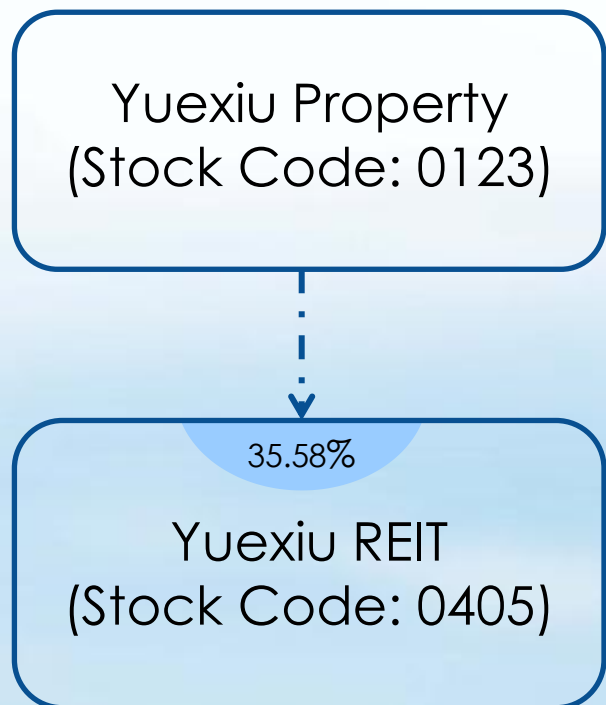 Yuexiu Property
(Stock Code: 0123)
35.58%
Yuexiu REIT
(Stock Code: 0405)